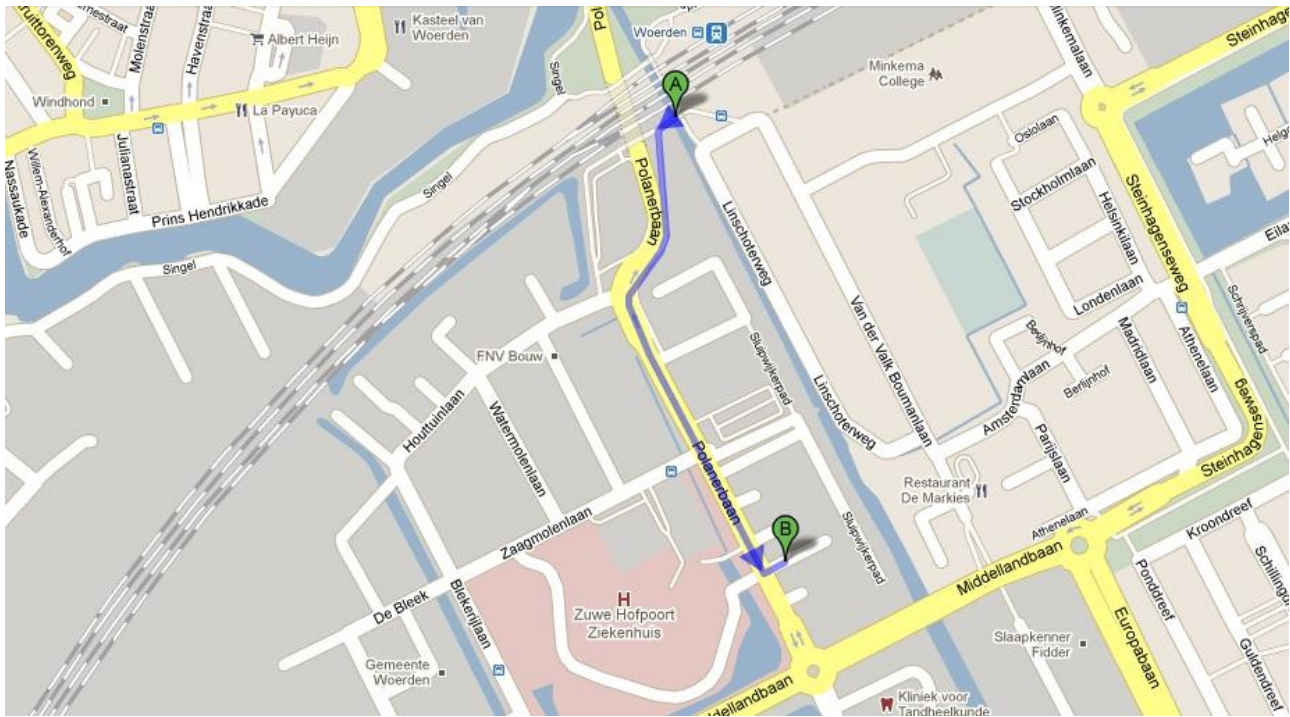 Molenstraat
Havenstraat
Albert Heijn
Kasteel van
Woerden
Woerden
Singel
A
Minkema
College
Minkemalaan
Steinhagenseweg
Windhond
La Payuca
Julianastraat
Willem-Alexanderhof
Nassaukade
Prins Hendrikkade
Singel
Singel
Polanerbaan
Linschoterweg
Van der Valk Boumanlaan
Oslolaan
Stockholmlaan
Helsinkilaan
Steinhagenseweg
Londenlaan
Schrijverspad
Berlijnhof
Berlijnhof
Madridlaan
Athenelaan
FNV Bouw
Sluipwijkerpad
Linschoterweg
Amsterdamlaan
Parijslaan
Steinhagenseweg
Houttuinlaan
Watermolenlaan
Polanerbaan
Restaurant
De Markies
Zaagmolenlaan
B
Sluipwijkerpad
Athenelaan
Kroondreef
Middellandbaan
De Bleek
Blekerijlaan
H
Zuwe Hofpoort
Ziekenhuis
Ponddreef
Europabaan
Guldendreef
Slaapkenner
Fidder
Gemeente
Woerden
Kliniek voor
Tandheelkunde